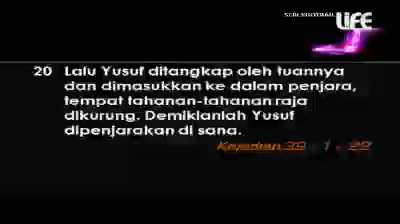 LIFE
20 Lalu Yusuf ditangkap oleh tuannya
dan dimasukkan ke dalam penjara,
tempat tahanan-tahanan raja
dikurung. Demikianlah Yusuf
dipenjarakan di sana.
Kejadian 39 : 1 - 22